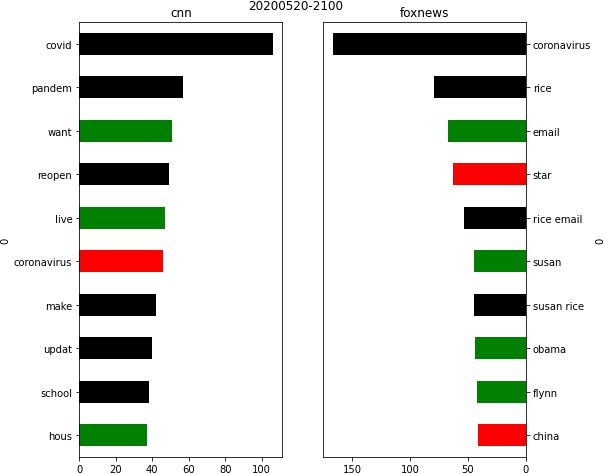 20200520-2100
cnn
foxnews
covid
pandem
want
reopen
live
coronavirus
make
updat
school
hous
0
0 20 40 60 80 100
coronavirus
rice
email
star
rice email
susan
susan rice
obama
flynn
china
0
150 100 50 0